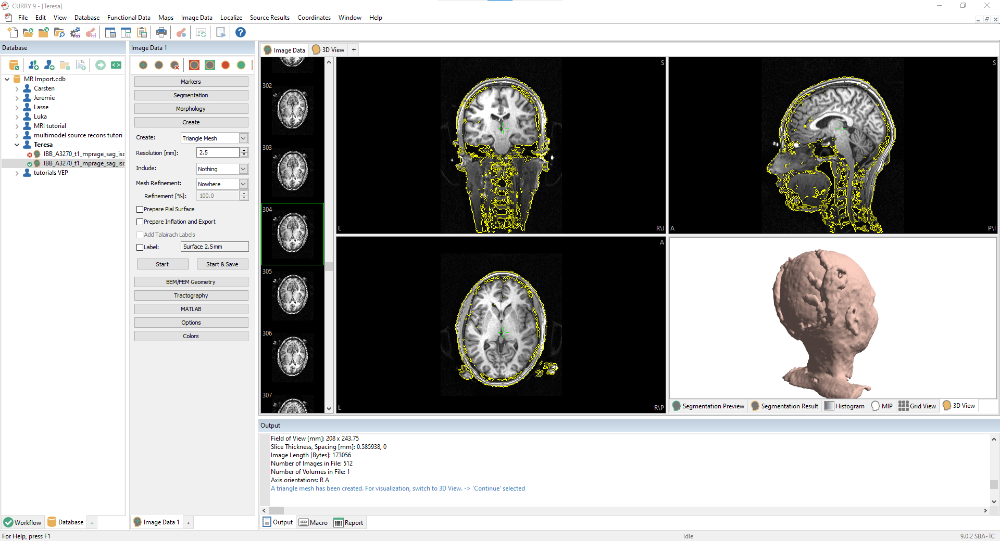 CURRY 9 - [Teresa]
File Edit View Database Functional Data Maps Image Data Localize Source Results Coordinates Window Help
Database
MR Import.cdb
Carsten
Jeremie
Lasse
Luka
MRI tutorial
multimodel source recons tutori
Teresa
IBB_A3270_t1_mprage_sag_isc
IBB_A3270_t1_mprage_sag_isc
tutorials VEP
Workflow Database +
Image Data 1
Markers
Segmentation
Morphology
Create
Create: Triangle Mesh
Resolution [mm]: 2.5
Include: Nothing
Mesh Refinement: Nowhere
Refinement [%]: 100.0
Prepare Pial Surface
Prepare Inflation and Export
Add Talairach Labels
Label: Surface 2.5mm
Start Start & Save
BEM/FEM Geometry
Tractography
MATLAB
Options
Colors
Image Data 1 +
Image Data 3D View +
302
303
304
305
306
307
S
L R\I
S
A P\I
A
L R\P
Segmentation Preview Segmentation Result Histogram MIP Grid View 3D View
Output
Field of View [mm]: 208 x 243.75
Slice Thickness, Spacing [mm]: 0.585938, 0
Image Length [Bytes]: 173056
Number of Images in File: 512
Number of Volumes in File: 1
Axis orientations: R A
A triangle mesh has been created. For visualization, switch to 3D View. -> 'Continue' selected
Output Macro Report
For Help, press F1 Idle 9.0.2 SBA-TC